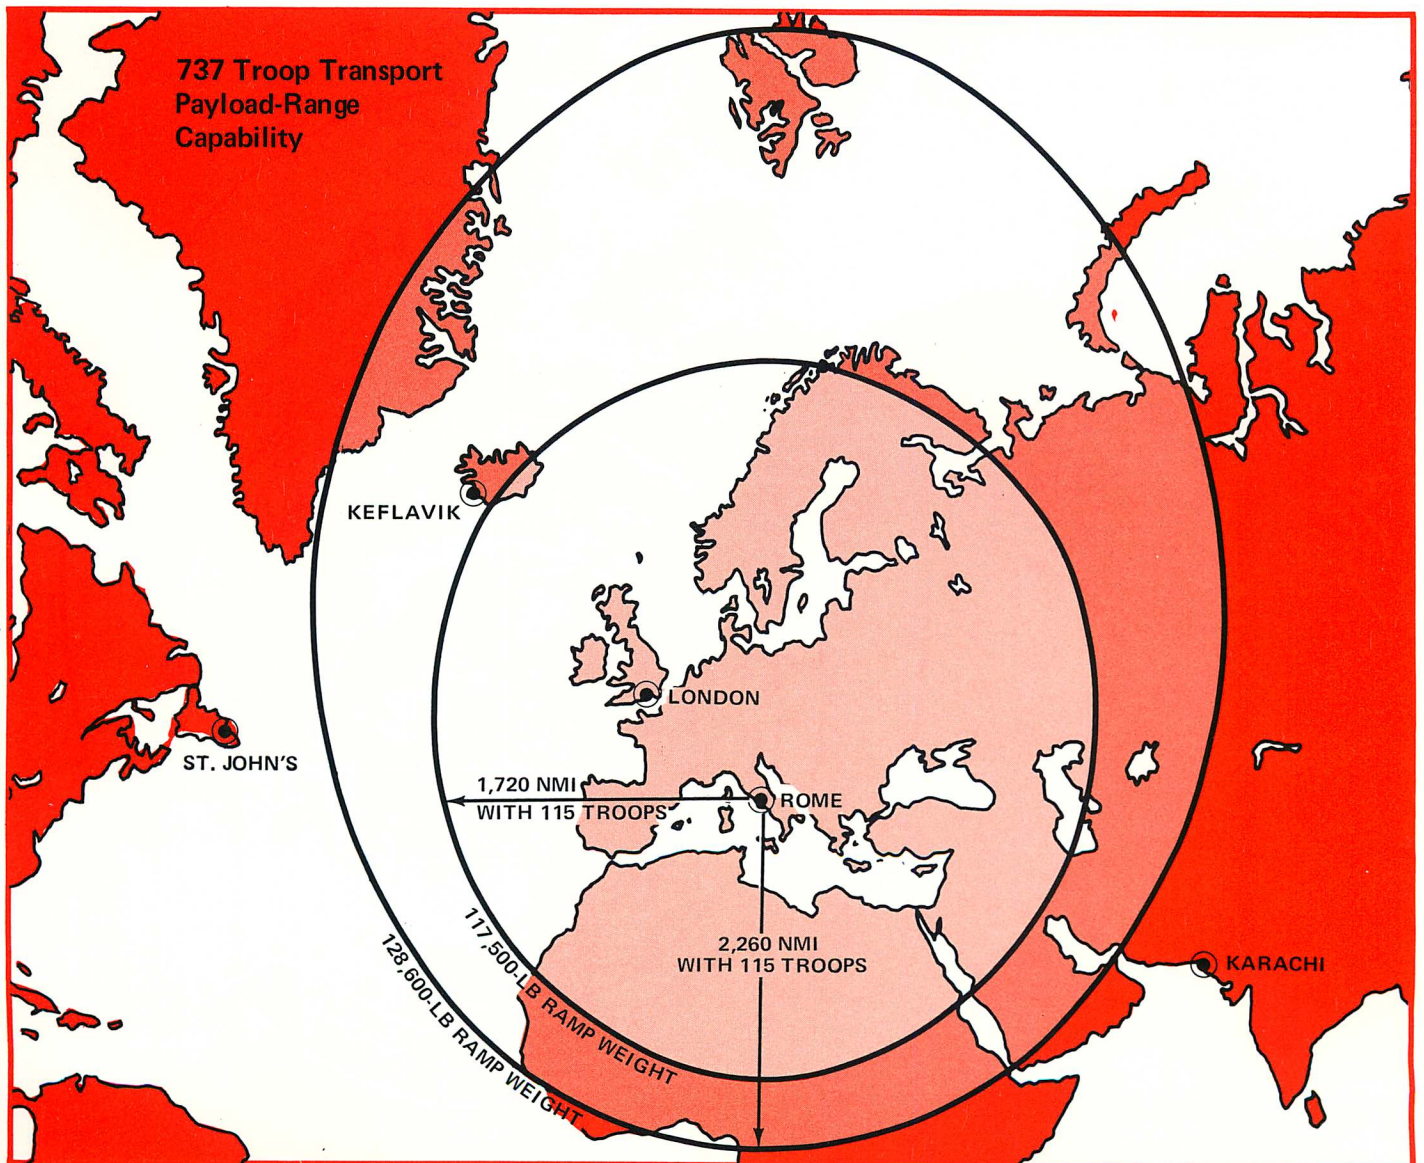 737 Troop Transport
Payload-Range
Capability
KEFLAVIK
LONDON
ST. JOHN'S
1,720 NMI
WITH 115 TROOPS
ROME
2,260 NMI
WITH 115 TROOPS
KARACHI
117,500-LB RAMP WEIGHT
128,600-LB RAMP WEIGHT